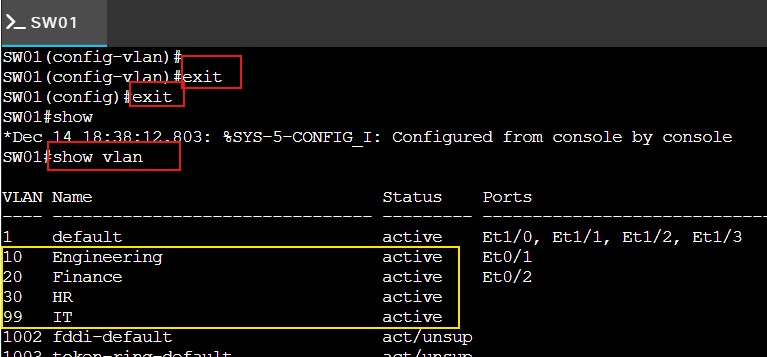 SW01
SW01(config-vlan)#
SW01(config-vlan)#exit
SW01(config)#exit
SW01#show
*Dec 14 18:38:12.803: %SYS-5-CONFIG_I: Configured from console by console
SW01#show vlan
VLAN Name Status Ports
---- -------------------------------- --------- -------------------------------
1 default active Et1/0, Et1/1, Et1/2, Et1/3
10 Engineering active Et0/1
20 Finance active Et0/2
30 HR active
99 IT active
1002 fddi-default act/unsup
1003 token-ring-default act/unsup